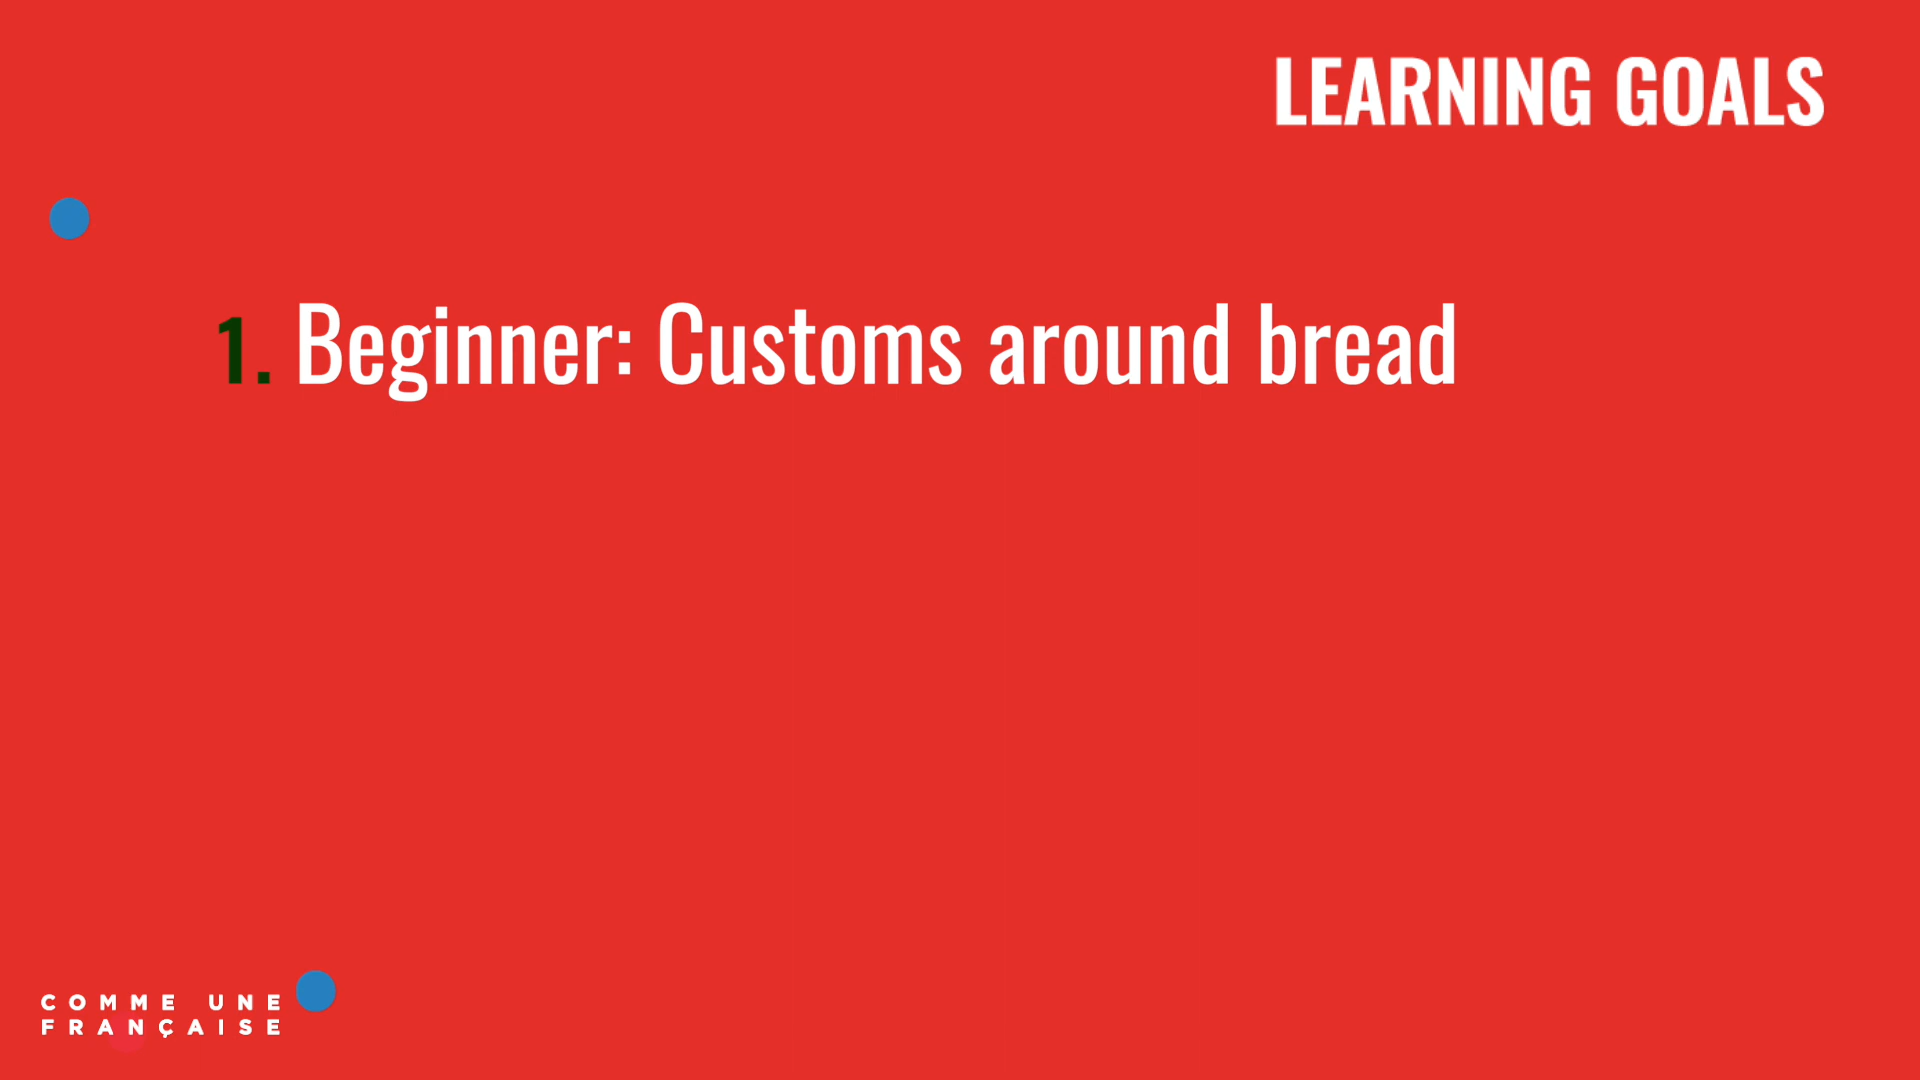 LEARNING GOALS
1. Beginner: Customs around bread
COMME UNE
FRANÇAISE